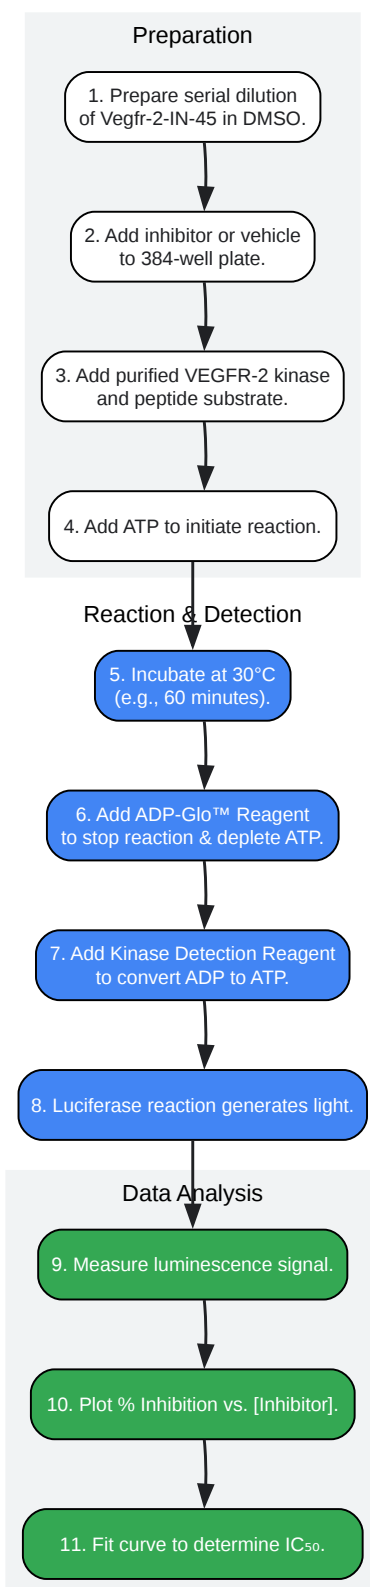 Preparation
1. Prepare serial dilution
of Vegfr-2-IN-45 in DMSO.
2. Add inhibitor or vehicle
to 384-well plate.
3. Add purified VEGFR-2 kinase
and peptide substrate.
4. Add ATP to initiate reaction.
Reaction & Detection
5. Incubate at 30°C
(e.g., 60 minutes).
6. Add ADP-Glo™ Reagent
to stop reaction & deplete ATP.
7. Add Kinase Detection Reagent
to convert ADP to ATP.
8. Luciferase reaction generates light.
Data Analysis
9. Measure luminescence signal.
10. Plot % Inhibition vs. [Inhibitor].
11. Fit curve to determine IC₅₀.